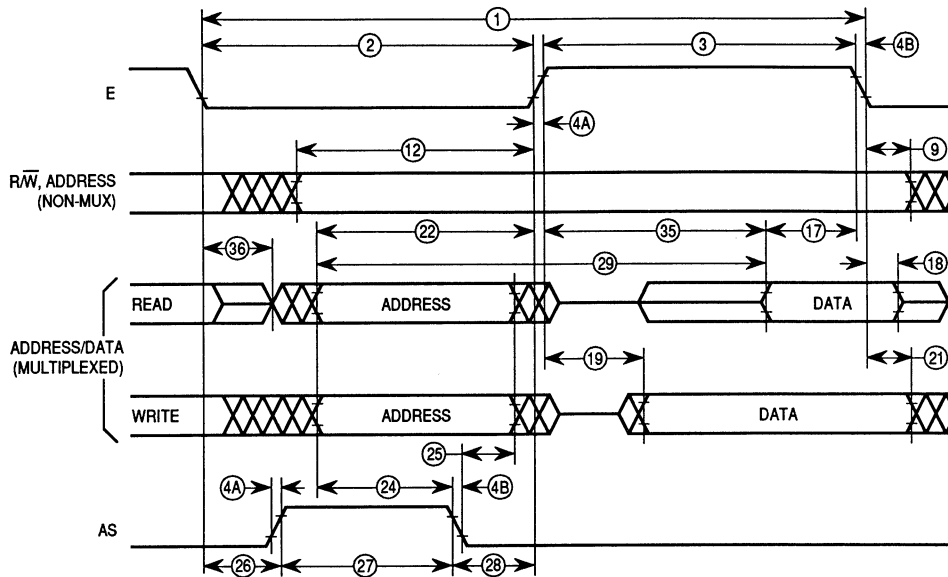 1
2
3
4B
E
4A
12
9
R/W̅, ADDRESS
(NON-MUX)
22
35
17
36
29
18
READ
ADDRESS
DATA
ADDRESS/DATA
(MULTIPLEXED)
19
21
WRITE
ADDRESS
DATA
25
4A
24
4B
AS
26
27
28